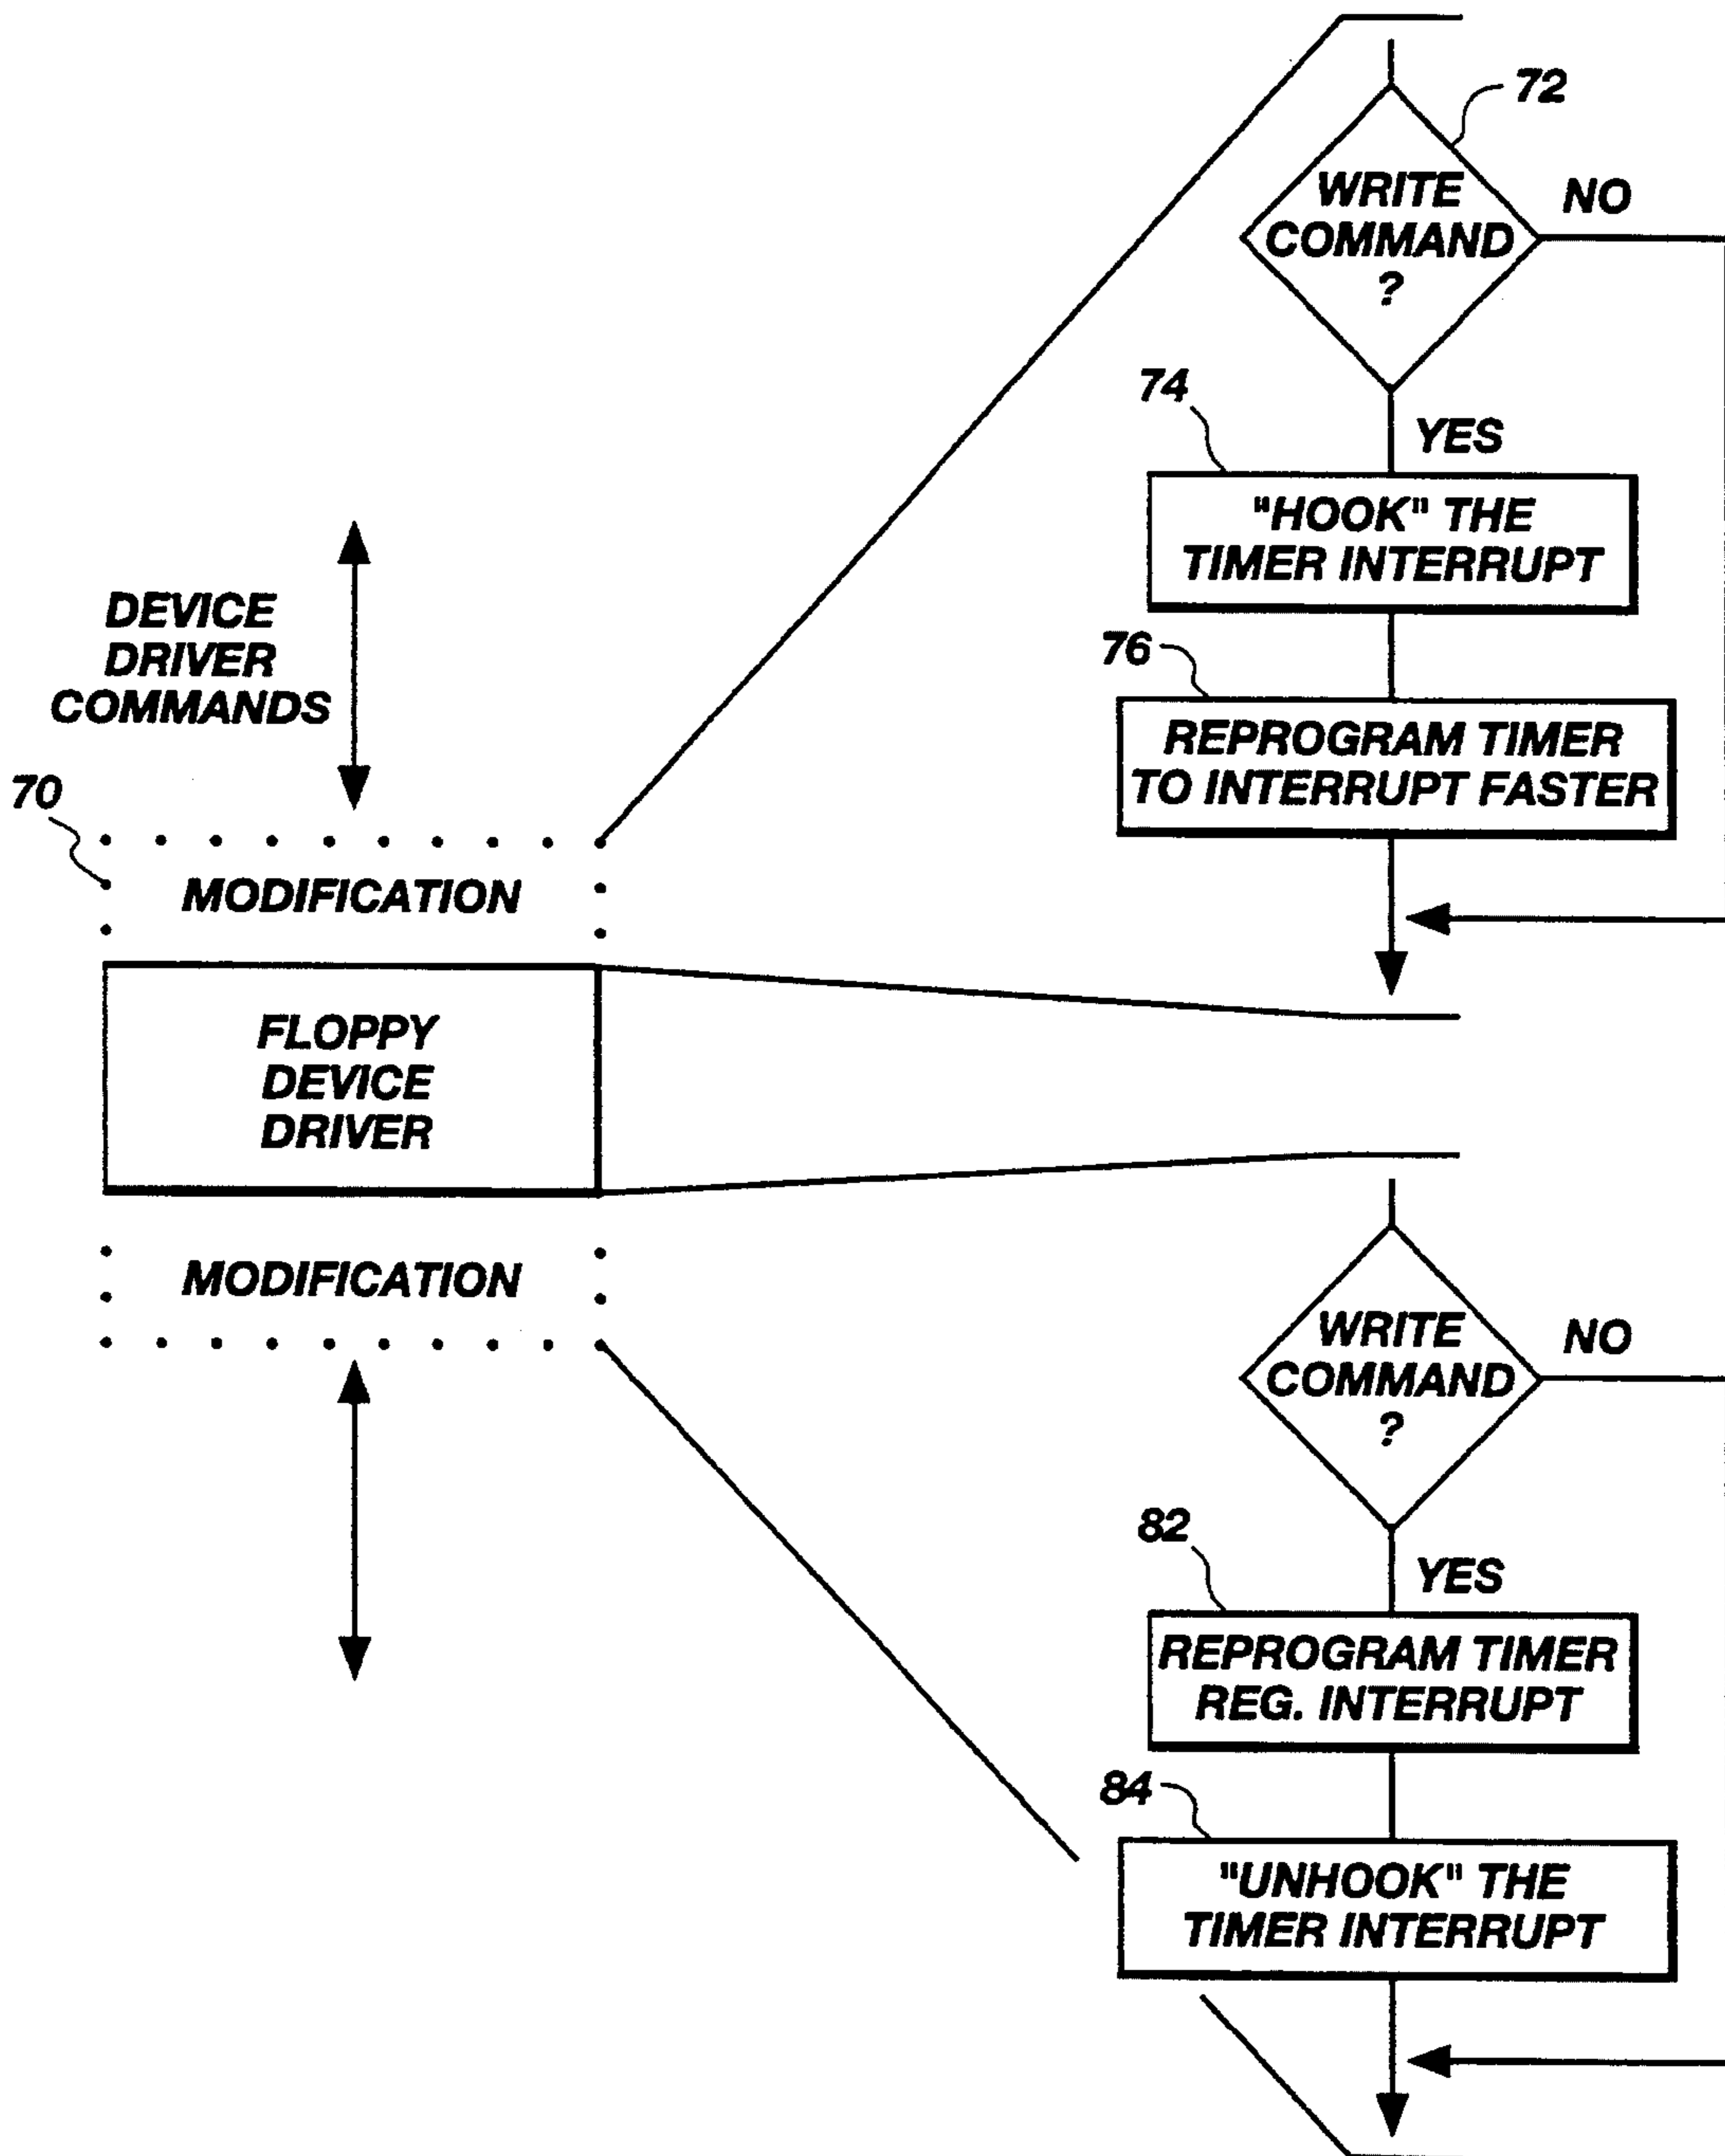 72
WRITE
COMMAND
?
NO
74
YES
"HOOK" THE
TIMER INTERRUPT
76
REPROGRAM TIMER
TO INTERRUPT FASTER
DEVICE
DRIVER
COMMANDS
70
MODIFICATION
FLOPPY
DEVICE
DRIVER
MODIFICATION
WRITE
COMMAND
?
NO
82
YES
REPROGRAM TIMER
REG. INTERRUPT
84
"UNHOOK" THE
TIMER INTERRUPT